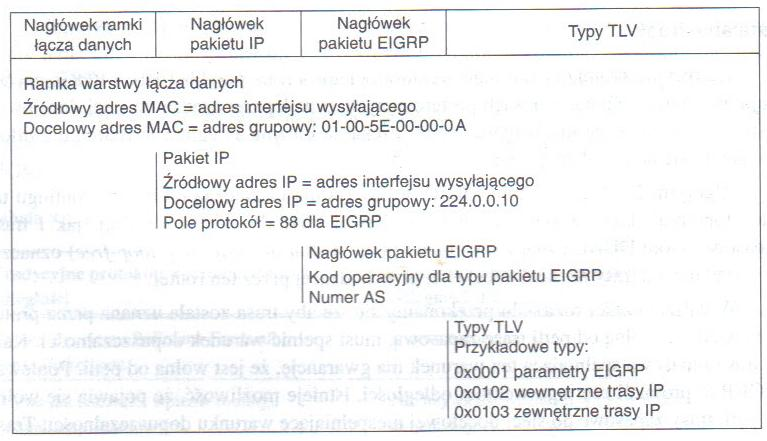 Nagłówek ramki
łącza danych
Nagłówek
pakietu IP
Nagłówek
pakietu EIGRP
Typy TLV
Ramka warstwy łącza danych
Źródłowy adres MAC = adres interfejsu wysyłającego
Docelowy adres MAC = adres grupowy: 01-00-5E-00-00-0A
Pakiet IP
Źródłowy adres IP = adres interfejsu wysyłającego
Docelowy adres IP = adres grupowy: 224.0.0.10
Pole protokół = 88 dla EIGRP
Nagłówek pakietu EIGRP
Kod operacyjny dla typu pakietu EIGRP
Numer AS
Typy TLV
Przykładowe typy:
0x0001 parametry EIGRP
0x0102 wewnętrzne trasy IP
0x0103 zewnętrzne trasy IP